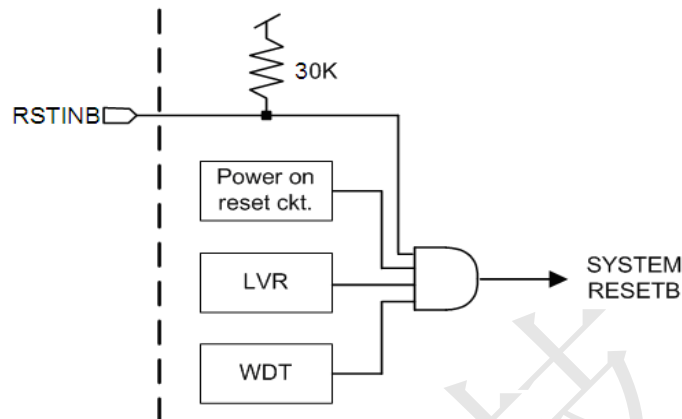 30K
RSTINB
Power on
reset ckt.
LVR
WDT
SYSTEM
RESETB